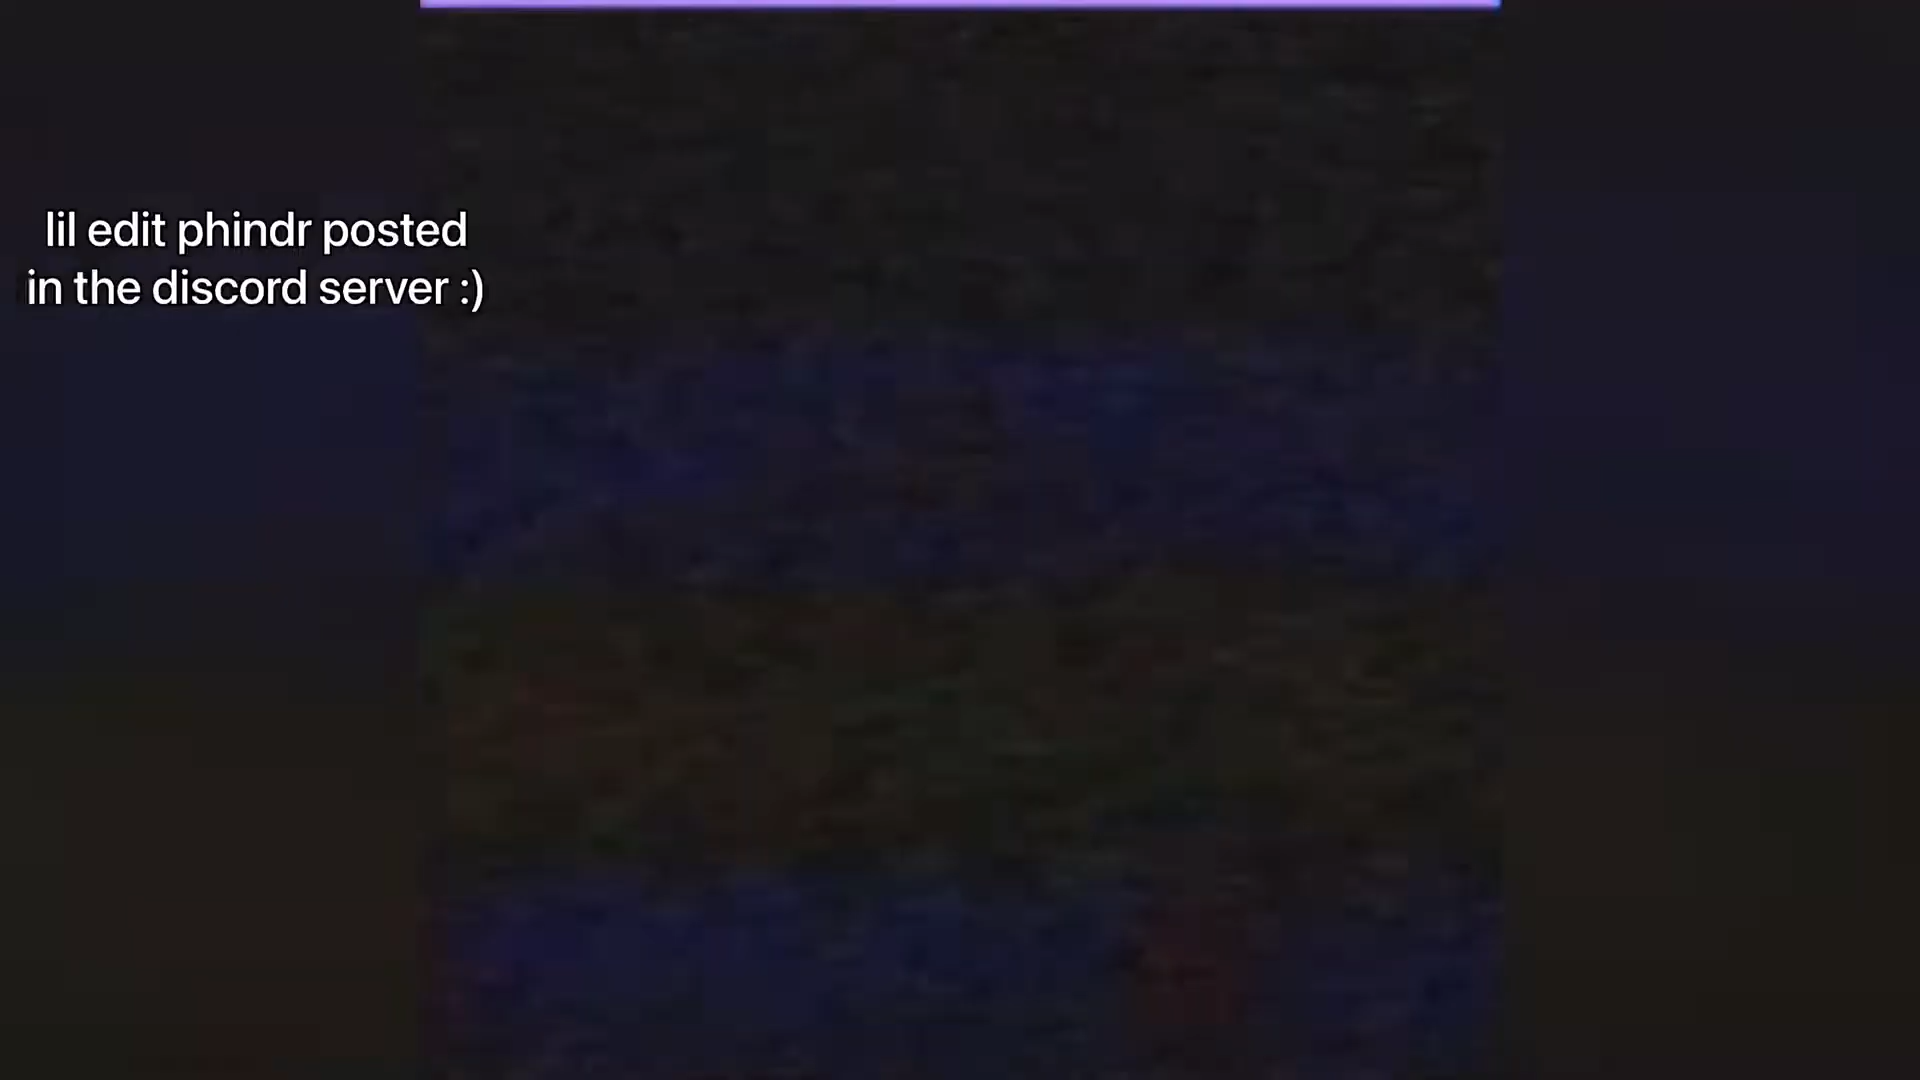 lil edit phindr posted
in the discord server :)